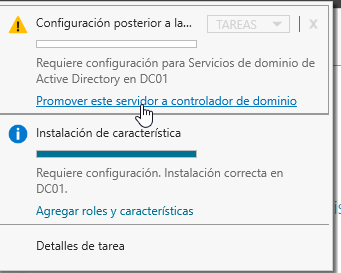 Configuración posterior a la...
TAREAS
X
Requiere configuración para Servicios de dominio de
Active Directory en DC01
Promover este servidor a controlador de dominio
Instalación de característica
Requiere configuración. Instalación correcta en
DC01.
Agregar roles y características
Detalles de tarea
is